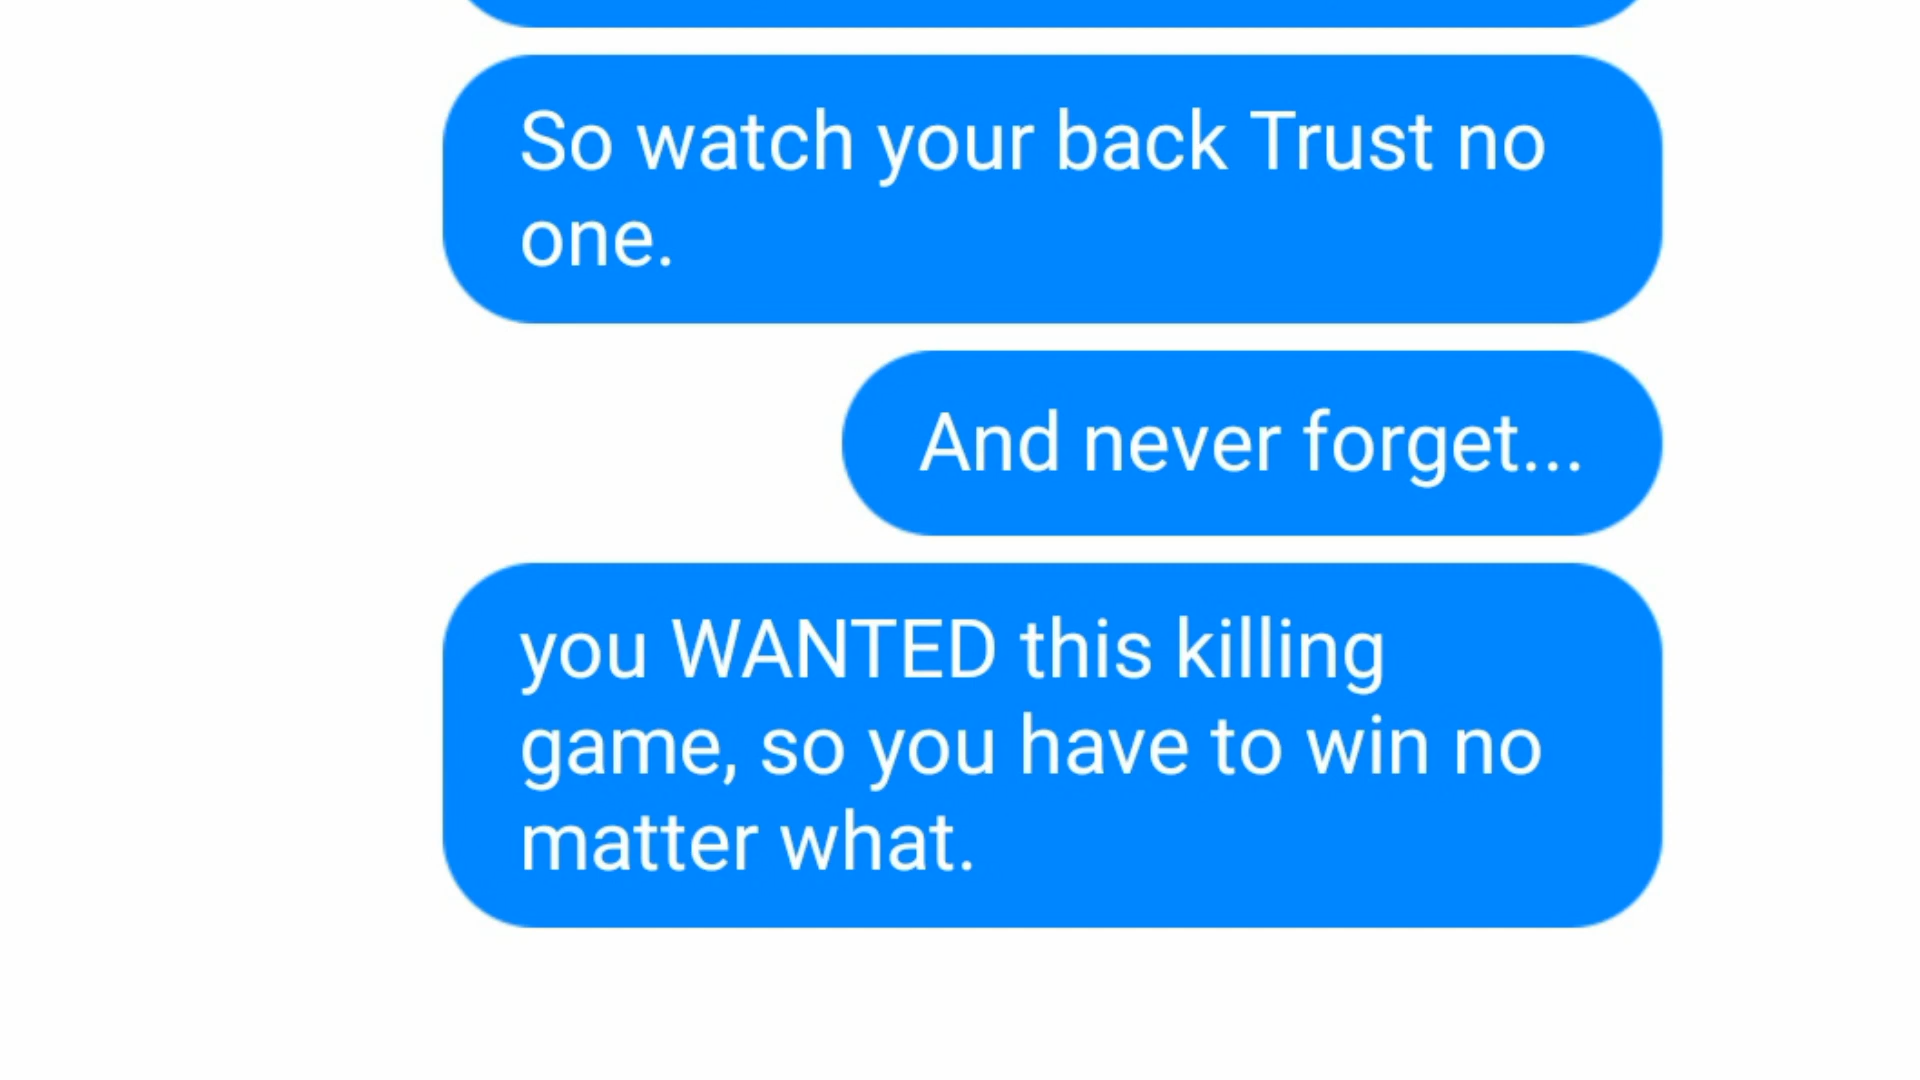 So watch your back Trust no
one.
And never forget...
you WANTED this killing
game, so you have to win no
matter what.